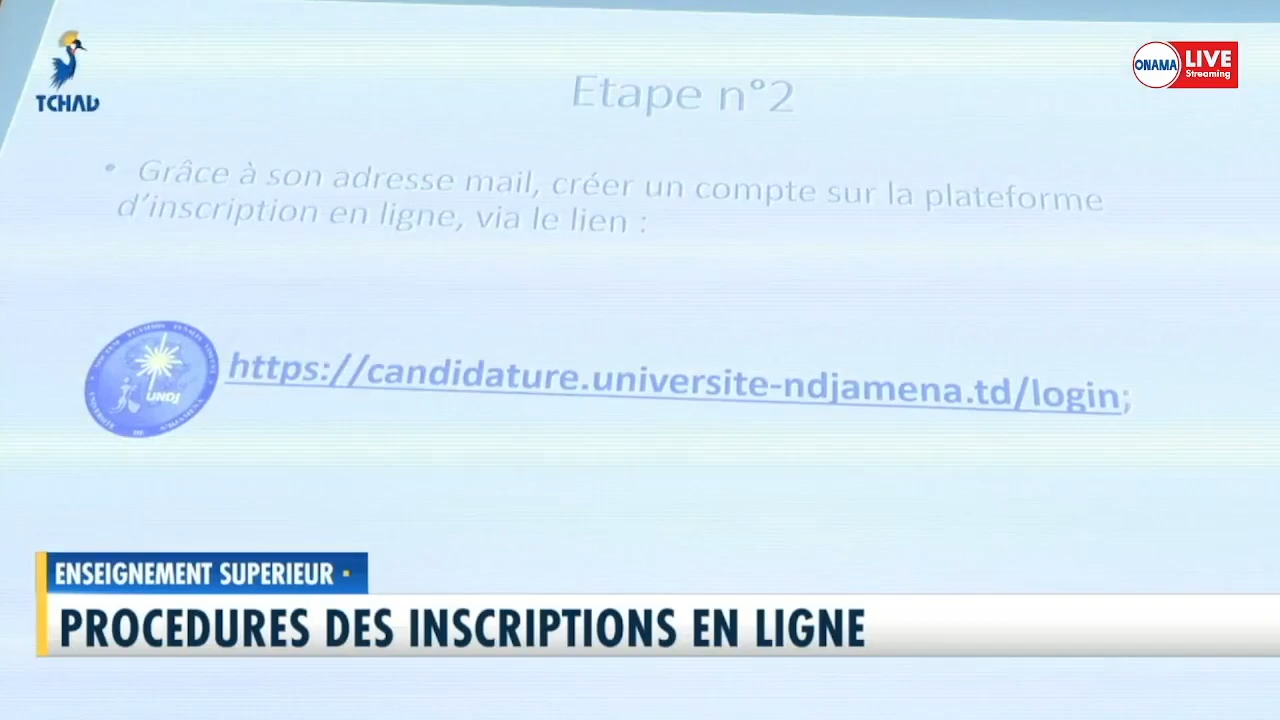 TCHAD
ONAMA LIVE
Streaming
Etape n°2
• Grâce à son adresse mail, créer un compte sur la plateforme
d'inscription en ligne, via le lien :
UNDJ
https://candidature.universite-ndjamena.td/login;
ENSEIGNEMENT SUPERIEUR
PROCEDURES DES INSCRIPTIONS EN LIGNE